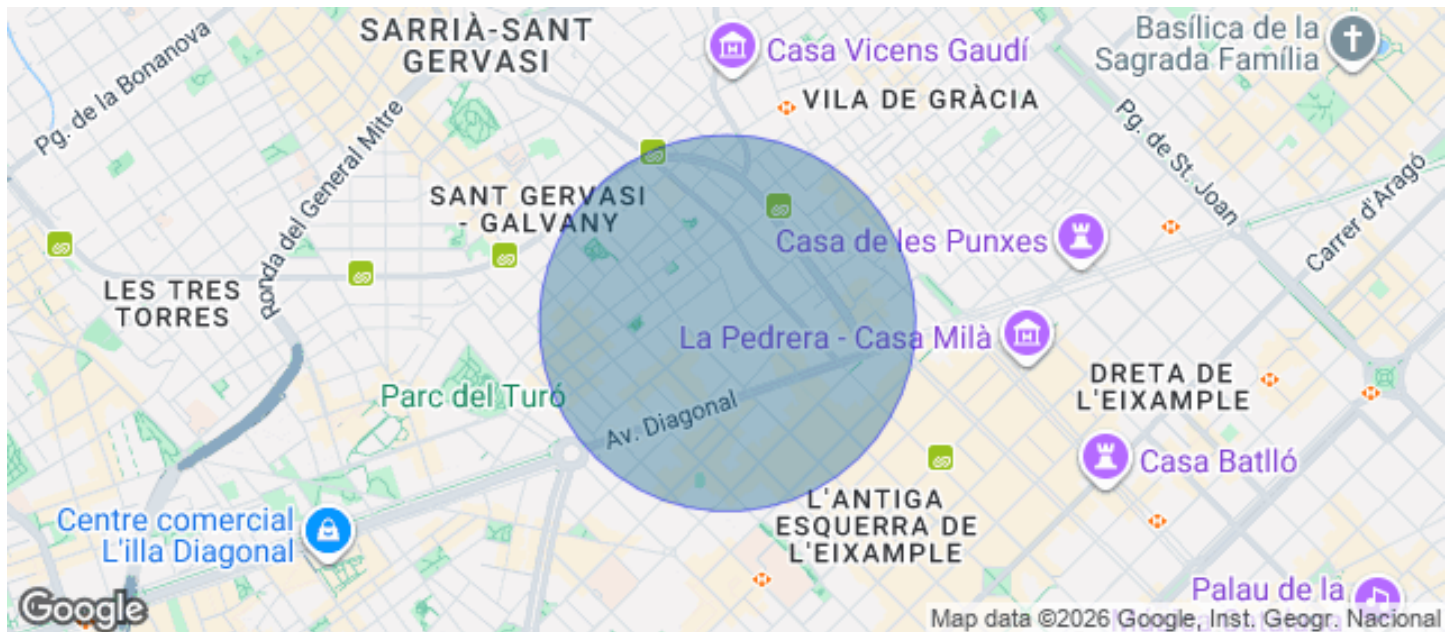 SARRIÀ-SANT
GERVASI
Pg. de la Bonanova
Casa Vicens Gaudí
Basílica de la
Sagrada Família
VILA DE GRÀCIA
Ronda del General Mitre
Pg. de St. Joan
SANT GERVASI
- GALVANY
Carrer d'Aragó
Casa de les Punxes
LES TRES
TORRES
La Pedrera - Casa Milà
DRETA DE
L'EIXAMPLE
Parc del Turó
Av. Diagonal
Casa Batlló
L'ANTIGA
ESQUERRA DE
L'EIXAMPLE
Centre comercial
L'illa Diagonal
Palau de la
Google
Map data ©2026 Google, Inst. Geogr. Nacional